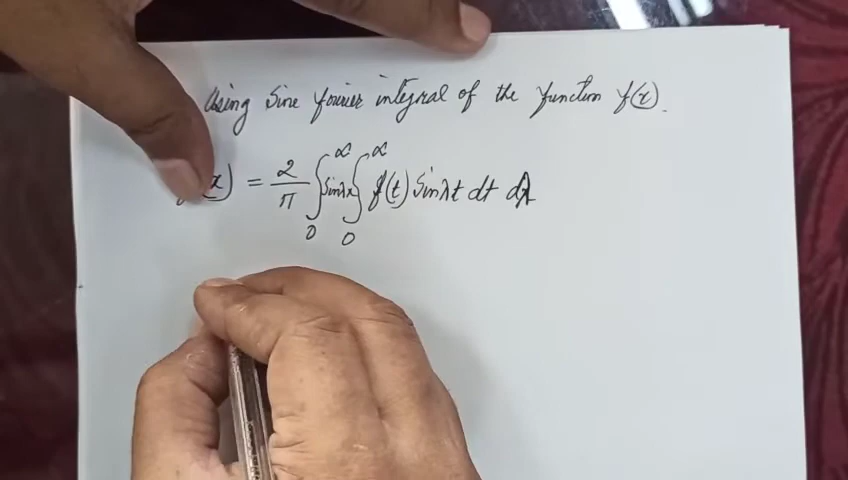 Using Sine fourier integral of the function f(x).
f(x) = 2/π ∫₀^∞ sinλx ∫₀^∞ f(t) Sinλt dt dλ